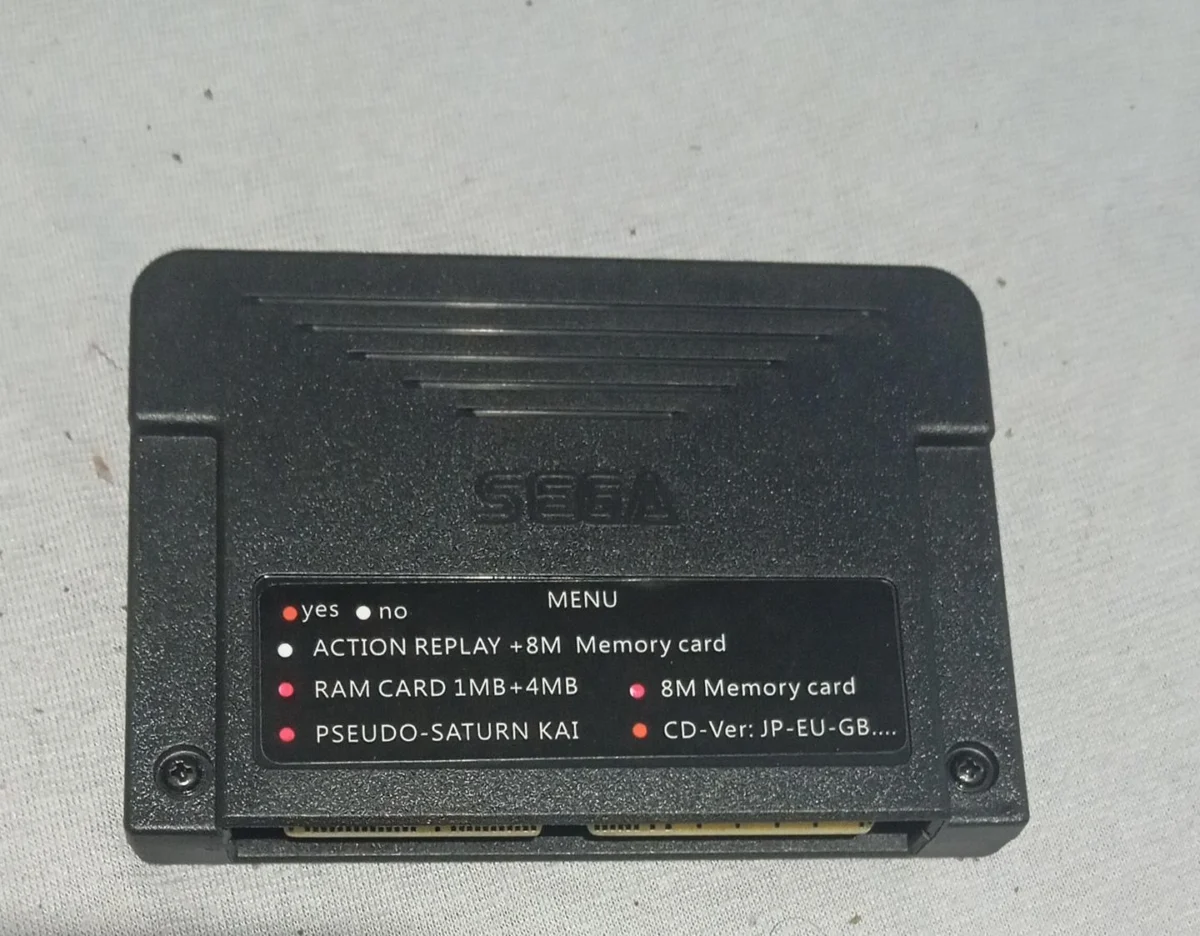 SEGA
MENU
yes no
ACTION REPLAY +8M Memory card
RAM CARD 1MB+4MB 8M Memory card
PSEUDO-SATURN KAI CD-Ver: JP-EU-GB....